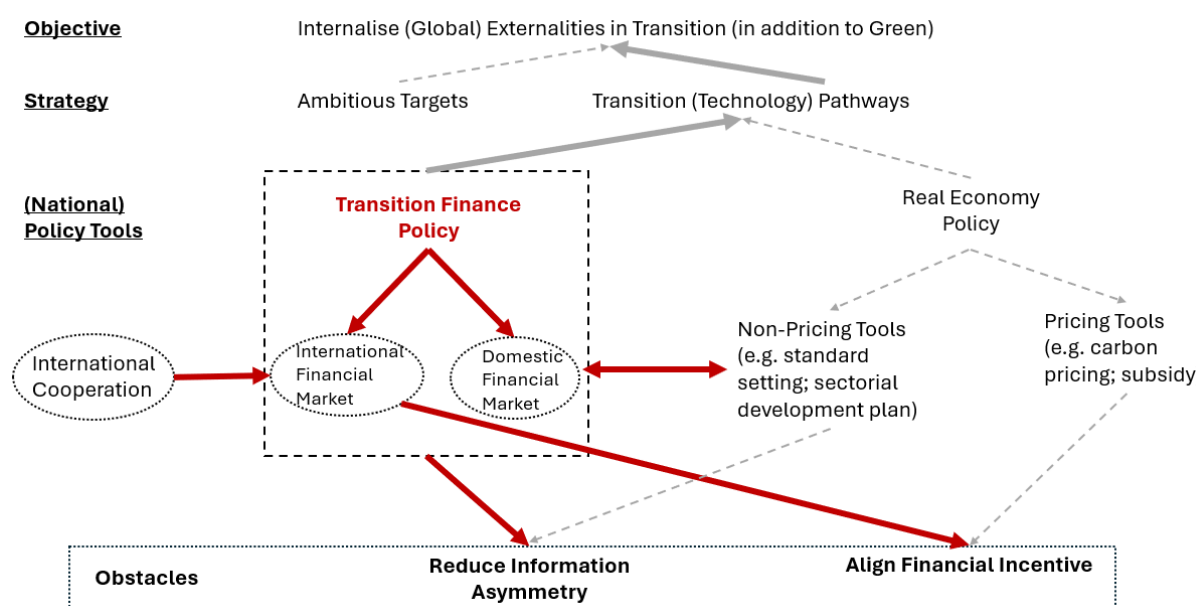 Objective
Internalise (Global) Externalities in Transition (in addition to Green)
Strategy
Ambitious Targets
Transition (Technology) Pathways
(National)
Policy Tools
Transition Finance
Policy
Real Economy
Policy
International
Cooperation
International
Financial
Market
Domestic
Financial
Market
Non-Pricing Tools
(e.g. standard
setting; sectorial
development plan)
Pricing Tools
(e.g. carbon
pricing; subsidy
Obstacles
Reduce Information
Asymmetry
Align Financial Incentive